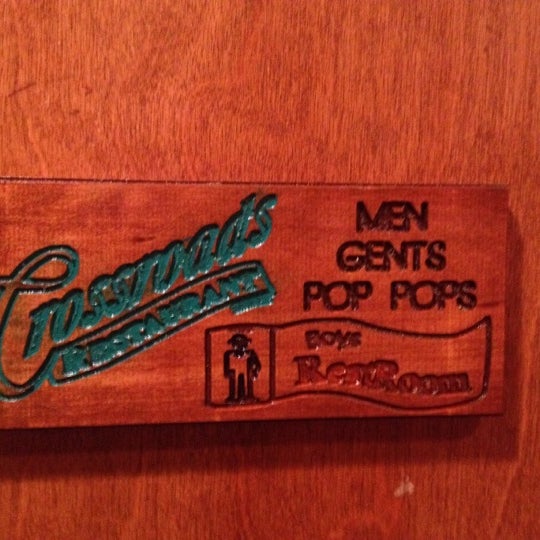 Crossroads
RESTAURANT
MEN
GENTS
POP POPS
BOYS
RestRoom